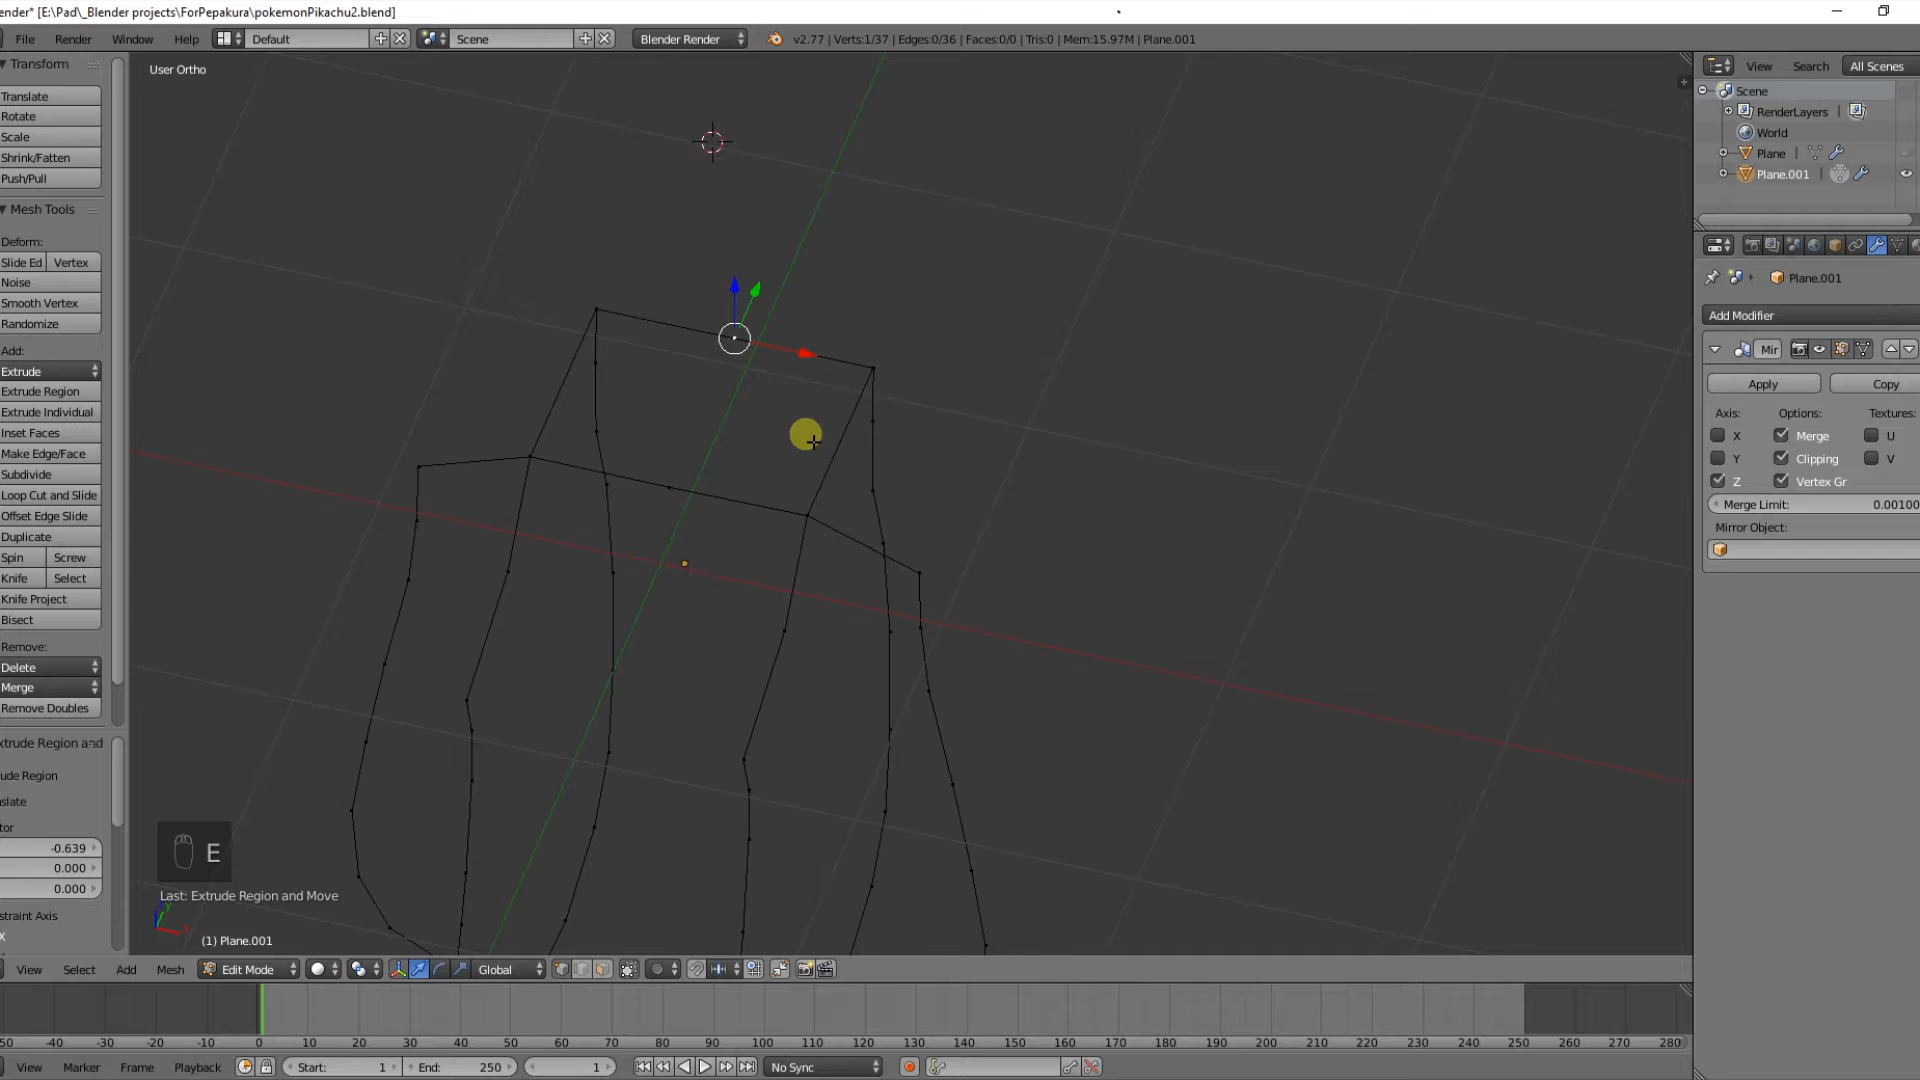 ender* [E:\Pad\_Blender projects\ForPepakura\pokemonPikachu2.blend]
File Render Window Help Default Scene Blender Render v2.77 | Verts:1/37 | Edges:0/36 | Faces:0/0 | Tris:0 | Mem:15.97M | Plane.001
Transform
Translate
Rotate
Scale
Shrink/Fatten
Push/Pull
Mesh Tools
Deform:
Slide Ed Vertex
Noise
Smooth Vertex
Randomize
Add:
Extrude
Extrude Region
Extrude Individual
Inset Faces
Make Edge/Face
Subdivide
Loop Cut and Slide
Offset Edge Slide
Duplicate
Spin Screw
Knife Select
Knife Project
Bisect
Remove:
Delete
Merge
Remove Doubles
xtrude Region and
ude Region
slate
tor
-0.639
0.000
0.000
straint Axis
X
User Ortho
E
Last: Extrude Region and Move
y
x
(1) Plane.001
View Search All Scenes
Scene
RenderLayers |
World
Plane |
Plane.001
Plane.001
Add Modifier
Mir
Apply Copy
Axis: Options: Textures:
X Merge U
Y Clipping V
Z Vertex Gr
Merge Limit: 0.00100
Mirror Object:
View Select Add Mesh Edit Mode Global
50 -40 -30 -20 -10 0 10 20 30 40 50 60 70 80 90 100 110 120 130 140 150 160 170 180 190 200 210 220 230 240 250 260 270 280
View Marker Frame Playback Start: 1 End: 250 1 No Sync